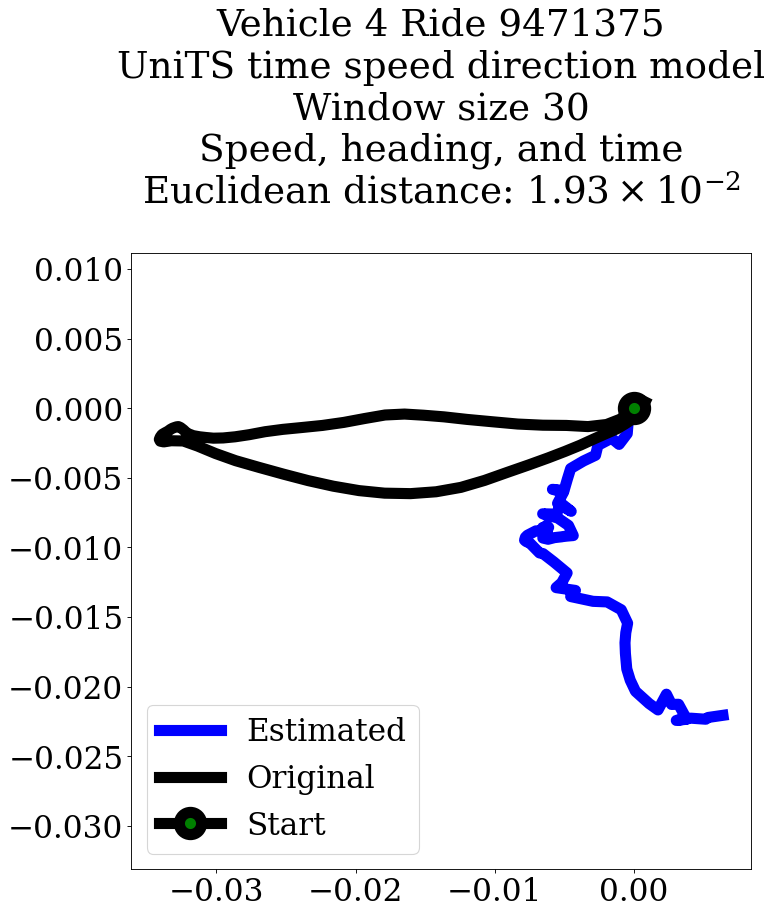 Vehicle 4 Ride 9471375
UniTS time speed direction model
Window size 30
Speed, heading, and time
Euclidean distance: 1.93 × 10⁻²
0.010
0.005
0.000
−0.005
−0.010
−0.015
−0.020
−0.025
−0.030
Estimated
Original
Start
−0.03 −0.02 −0.01 0.00